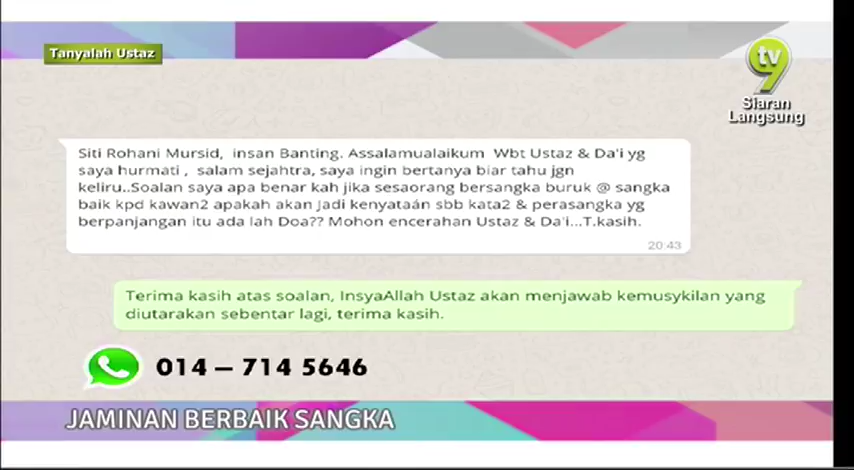 Tanyalah Ustaz
tv
9
Siaran
Langsung
Siti Rohani Mursid, insan Banting. Assalamualaikum Wbt Ustaz & Da'i yg
saya hurmati , salam sejahtra, saya ingin bertanya biar tahu jgn
keliru..Soalan saya apa benar kah jika sesaorang bersangka buruk @ sangka
baik kpd kawan2 apakah akan Jadi kenyataán sbb kata2 & perasangka yg
berpanjangan itu ada lah Doa?? Mohon encerahan Ustaz & Da'i...T.kasih.
20:43
Terima kasih atas soalan, InsyaAllah Ustaz akan menjawab kemusykilan yang
diutarakan sebentar lagi, terima kasih.
014 – 714 5646
JAMINAN BERBAIK SANGKA